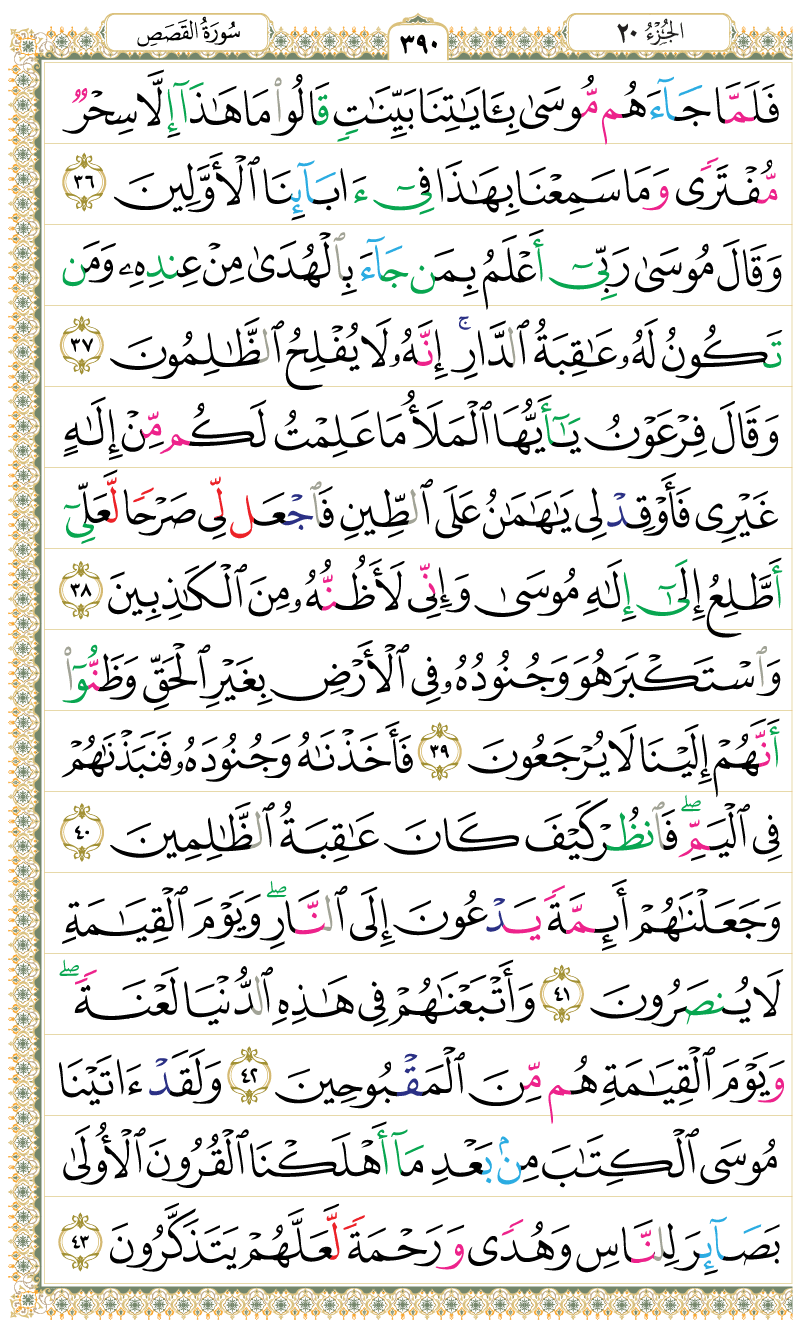 الجُزْءُ ٢٠
٣٩٠
سُورَةُ القَصَصِ
فَلَمَّا جَآءَهُم مُّوسَىٰ بِـَٔايَـٰتِنَا بَيِّنَـٰتٍ قَالُوا۟ مَا هَـٰذَآ إِلَّا سِحْرٌ
مُّفْتَرًى وَمَا سَمِعْنَا بِهَـٰذَا فِىٓ ءَابَآئِنَا ٱلْأَوَّلِينَ ٣٦
وَقَالَ مُوسَىٰ رَبِّىٓ أَعْلَمُ بِمَن جَآءَ بِٱلْهُدَىٰ مِنْ عِندِهِۦ وَمَن
تَكُونُ لَهُۥ عَـٰقِبَةُ ٱلدَّارِ ۚ إِنَّهُۥ لَا يُفْلِحُ ٱلظَّـٰلِمُونَ ٣٧
وَقَالَ فِرْعَوْنُ يَـٰٓأَيُّهَا ٱلْمَلَأُ مَا عَلِمْتُ لَكُم مِّنْ إِلَـٰهٍ
غَيْرِى فَأَوْقِدْ لِى يَـٰهَـٰمَـٰنُ عَلَى ٱلطِّينِ فَٱجْعَل لِّى صَرْحًا لَّعَلِّىٓ
أَطَّلِعُ إِلَىٰٓ إِلَـٰهِ مُوسَىٰ وَإِنِّى لَأَظُنُّهُۥ مِنَ ٱلْكَـٰذِبِينَ ٣٨
وَٱسْتَكْبَرَ هُوَ وَجُنُودُهُۥ فِى ٱلْأَرْضِ بِغَيْرِ ٱلْحَقِّ وَظَنُّوٓا۟
أَنَّهُمْ إِلَيْنَا لَا يُرْجَعُونَ ٣٩ فَأَخَذْنَـٰهُ وَجُنُودَهُۥ فَنَبَذْنَـٰهُمْ
فِى ٱلْيَمِّ ۖ فَٱنظُرْ كَيْفَ كَانَ عَـٰقِبَةُ ٱلظَّـٰلِمِينَ ٤٠
وَجَعَلْنَـٰهُمْ أَئِمَّةً يَدْعُونَ إِلَى ٱلنَّارِ ۖ وَيَوْمَ ٱلْقِيَـٰمَةِ
لَا يُنصَرُونَ ٤١ وَأَتْبَعْنَـٰهُمْ فِى هَـٰذِهِ ٱلدُّنْيَا لَعْنَةً ۖ
وَيَوْمَ ٱلْقِيَـٰمَةِ هُم مِّنَ ٱلْمَقْبُوحِينَ ٤٢ وَلَقَدْ ءَاتَيْنَا
مُوسَى ٱلْكِتَـٰبَ مِنۢ بَعْدِ مَآ أَهْلَكْنَا ٱلْقُرُونَ ٱلْأُولَىٰ
بَصَآئِرَ لِلنَّاسِ وَهُدًى وَرَحْمَةً لَّعَلَّهُمْ يَتَذَكَّرُونَ ٤٣